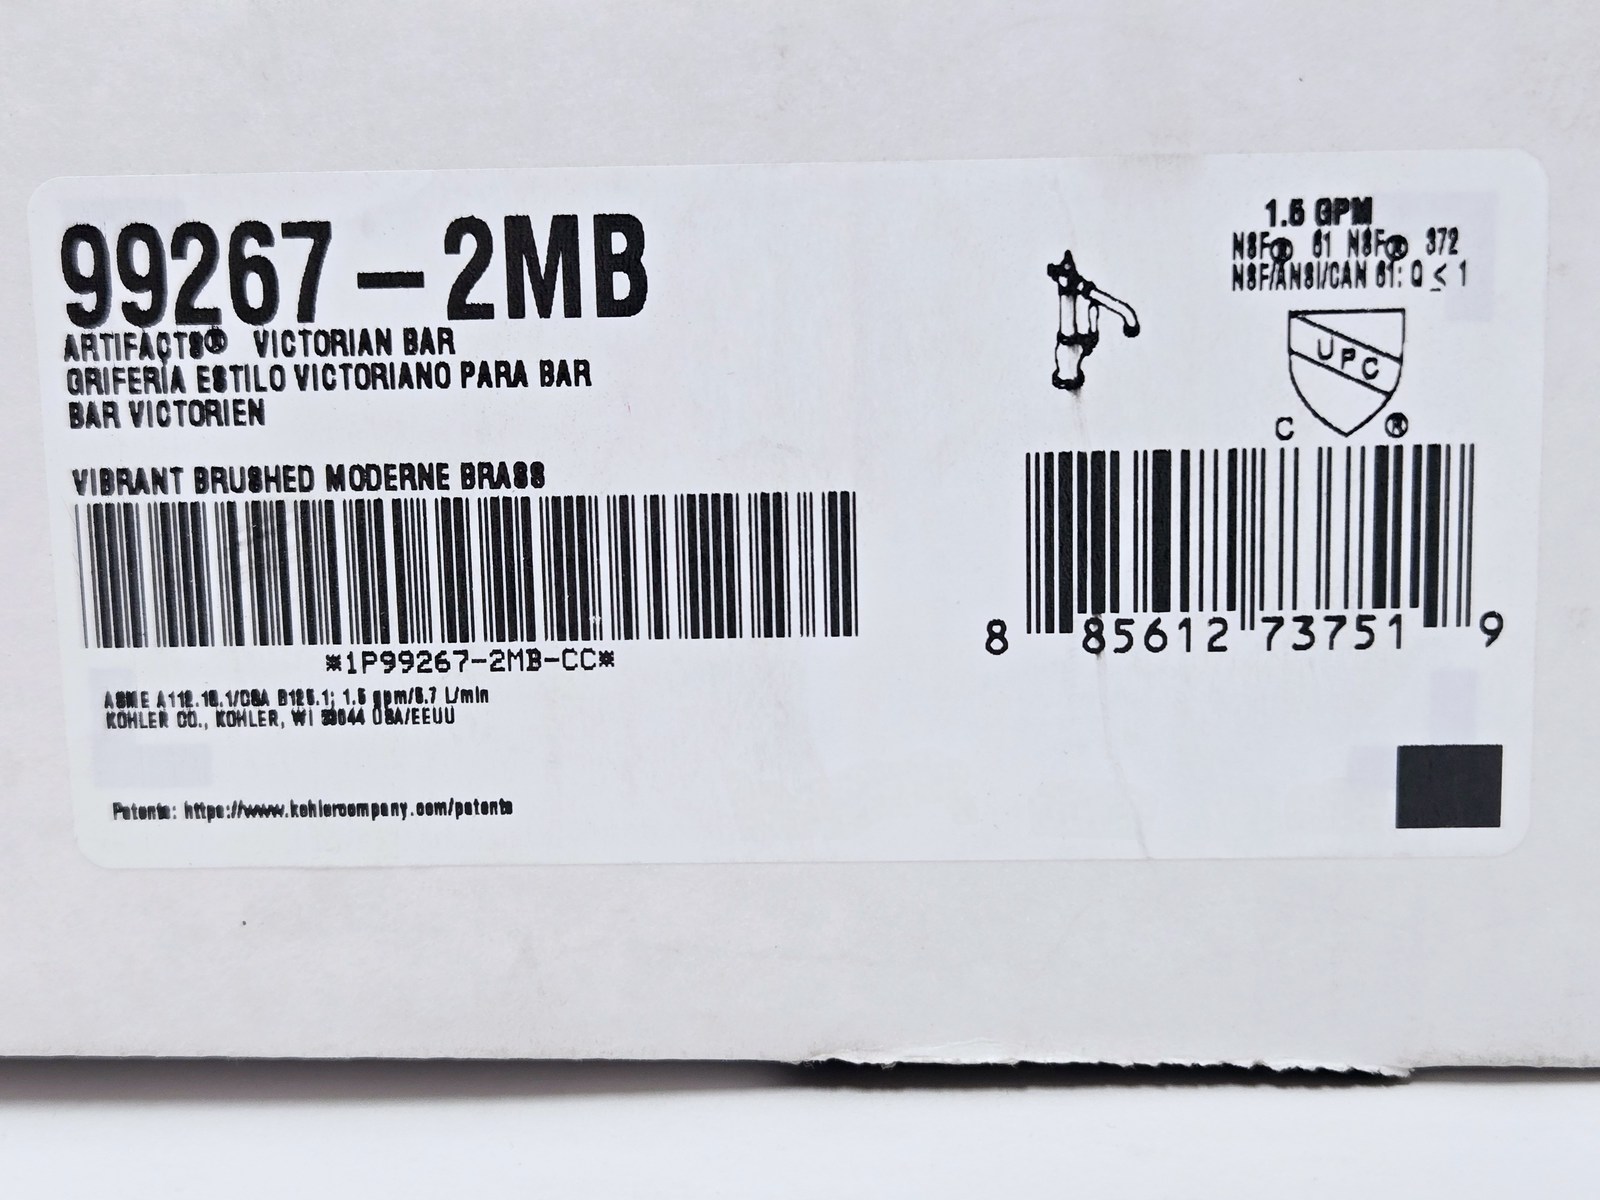 99267-2MB
ARTIFACTS® VICTORIAN BAR
GRIFERÍA ESTILO VICTORIANO PARA BAR
BAR VICTORIEN
VIBRANT BRUSHED MODERNE BRASS
*1P99267-2MB-CC*
ASME A112.18.1/CSA B125.1; 1.5 gpm/5.7 L/min
KOHLER CO., KOHLER, WI 53044 USA/EEUU
Patents: https://www.kohlercompany.com/patents
1.5 GPM
NSF® 61 NSF® 372
NSF/ANSI/CAN 61: Q ≤ 1
UPC
C ®
8 85612 73751 9